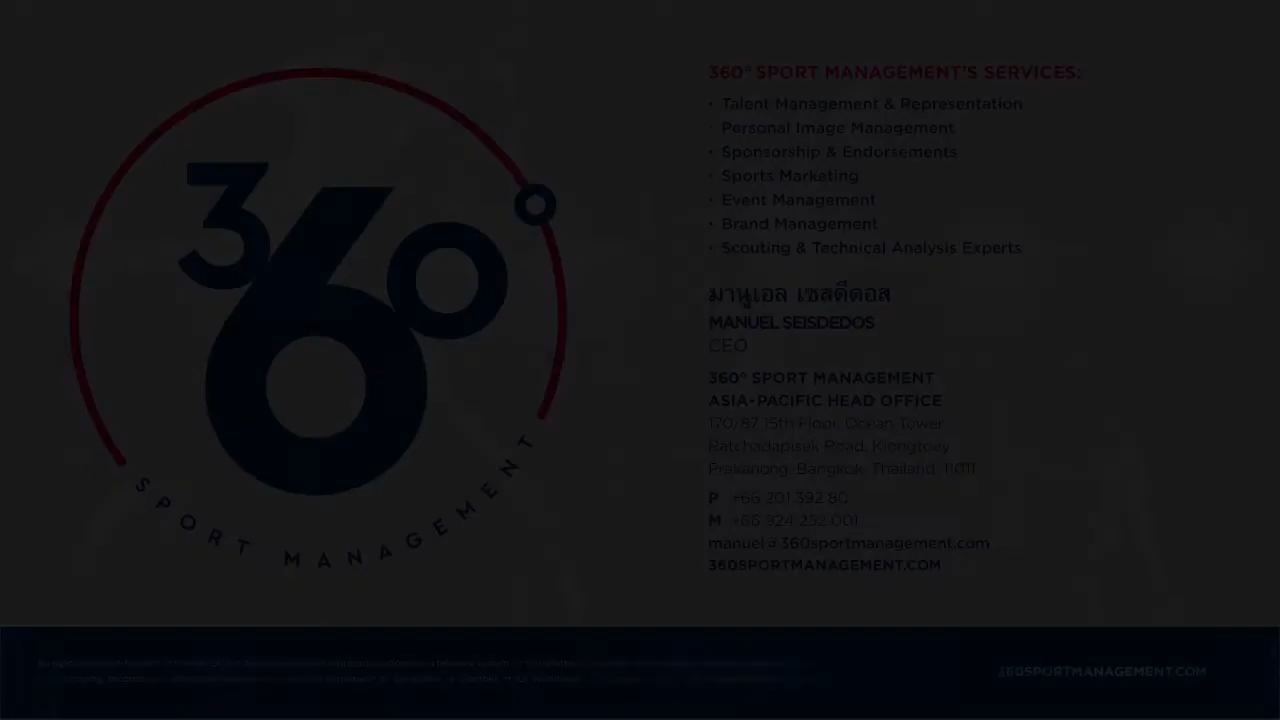 360°
SPORT MANAGEMENT
360° SPORT MANAGEMENT'S SERVICES:
• Talent Management & Representation
• Personal Image Management
• Sponsorship & Endorsements
• Sports Marketing
• Event Management
• Brand Management
• Scouting & Technical Analysis Experts
มานูเอล เซสดีดอส
MANUEL SEISDEDOS
CEO
360° SPORT MANAGEMENT
ASIA-PACIFIC HEAD OFFICE
170/87 15th Floor, Ocean Tower
Ratchadapisek Road, Klongtoey
Prakanong, Bangkok, Thailand, 11011
P +66 201 392 80
M +66 924 252 001
manuel@360sportmanagement.com
360SPORTMANAGEMENT.COM
360SPORTMANAGEMENT.COM